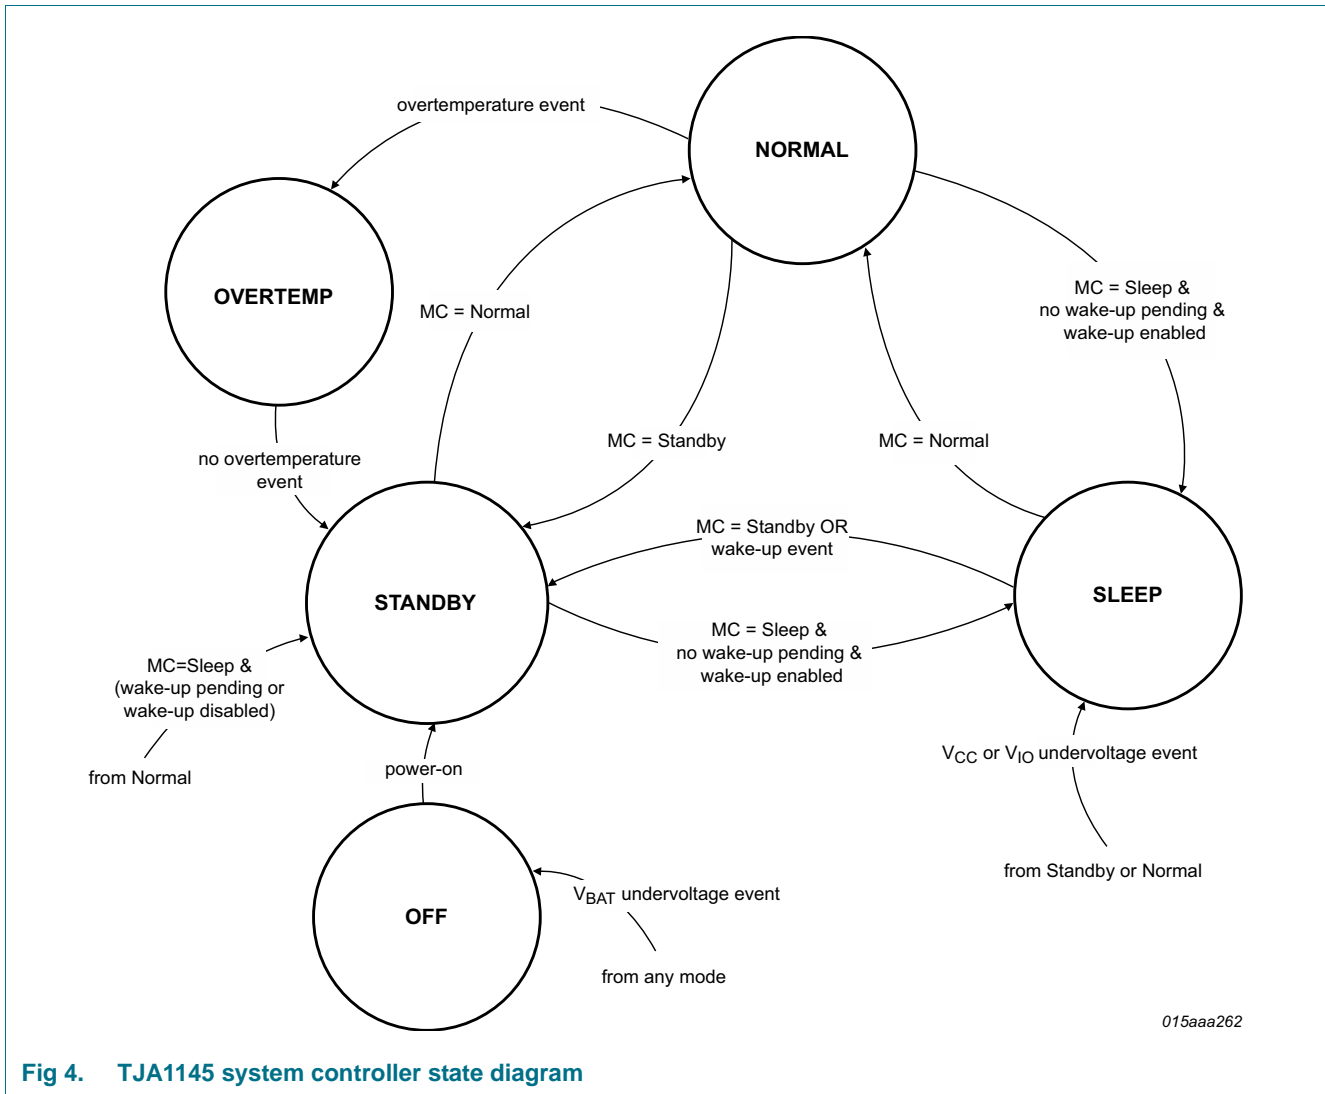 NORMAL
overtemperature event
OVERTEMP
MC = Normal
MC = Sleep &
no wake-up pending &
wake-up enabled
no overtemperature
event
MC = Standby
MC = Normal
MC = Standby OR
wake-up event
STANDBY
SLEEP
MC = Sleep &
no wake-up pending &
wake-up enabled
MC=Sleep &
(wake-up pending or
wake-up disabled)
from Normal
power-on
VCC or VIO undervoltage event
from Standby or Normal
OFF
VBAT undervoltage event
from any mode
015aaa262
Fig 4. TJA1145 system controller state diagram